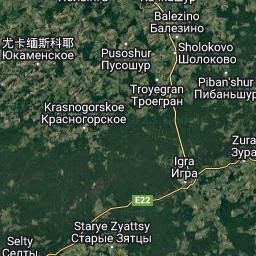 Balezino
Балезино
尤卡缅斯科耶
Юкаменское
Pusoshur
Пусошур
Sholokovo
Шолоково
Troyegran
Троегран
Piban'shur
Пибаньшур
Krasnogorskoe
Красногорское
Igra
Игра
Zura
Зура
E22
Starye Zyattsy
Старые Зятцы
Selty
Селты